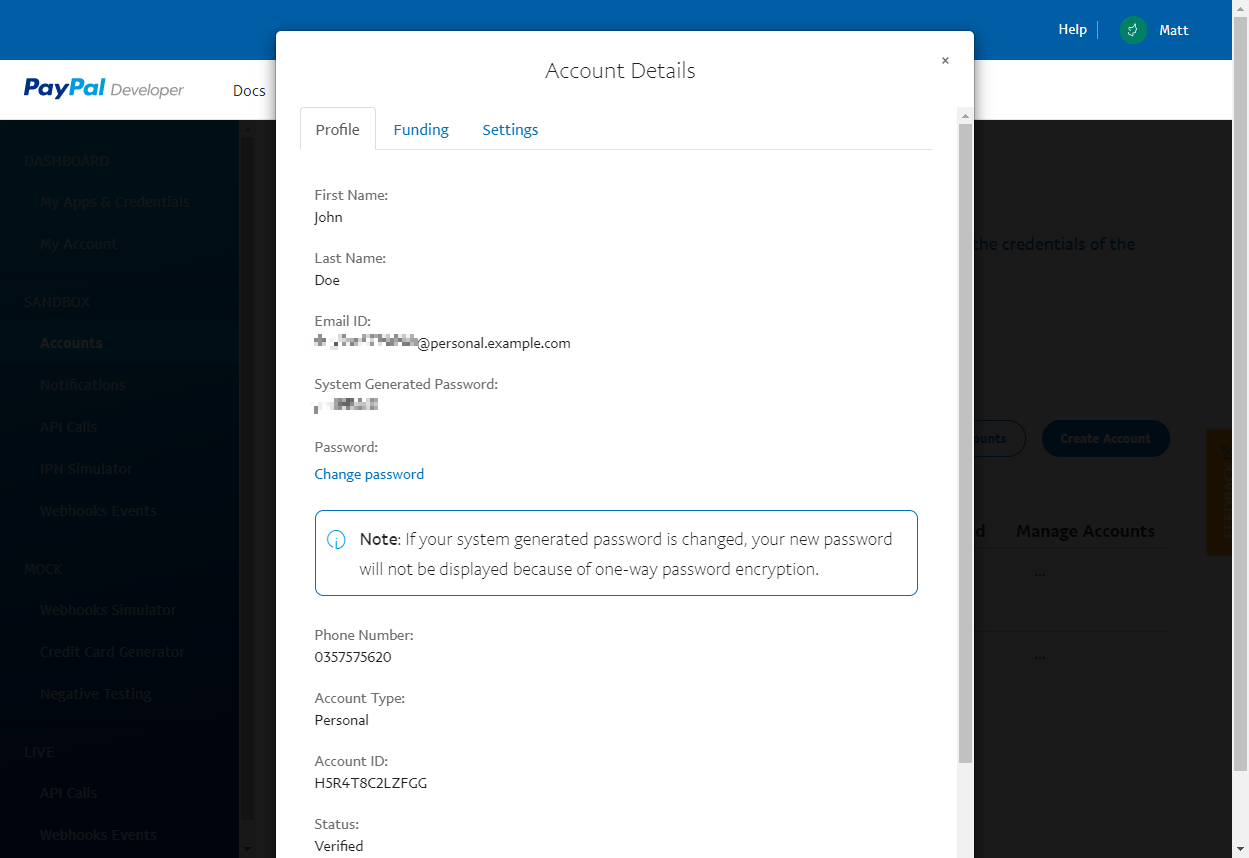 Help
Matt
PayPal Developer
Docs
Account Details
×
Profile
Funding
Settings
First Name:
John
Last Name:
Doe
Email ID:
@personal.example.com
System Generated Password:
Password:
Change password
Note: If your system generated password is changed, your new password
will not be displayed because of one-way password encryption.
Phone Number:
0357575620
Account Type:
Personal
Account ID:
H5R4T8C2LZFGG
Status:
Verified
DASHBOARD
My Apps & Credentials
My Account
SANDBOX
Accounts
Notifications
API Calls
IPN Simulator
Webhooks Events
MOCK
Webhooks Simulator
Credit Card Generator
Negative Testing
LIVE
API Calls
Webhooks Events
the credentials of the
ounts
Create Account
FEEDBACK
d
Manage Accounts
...
...